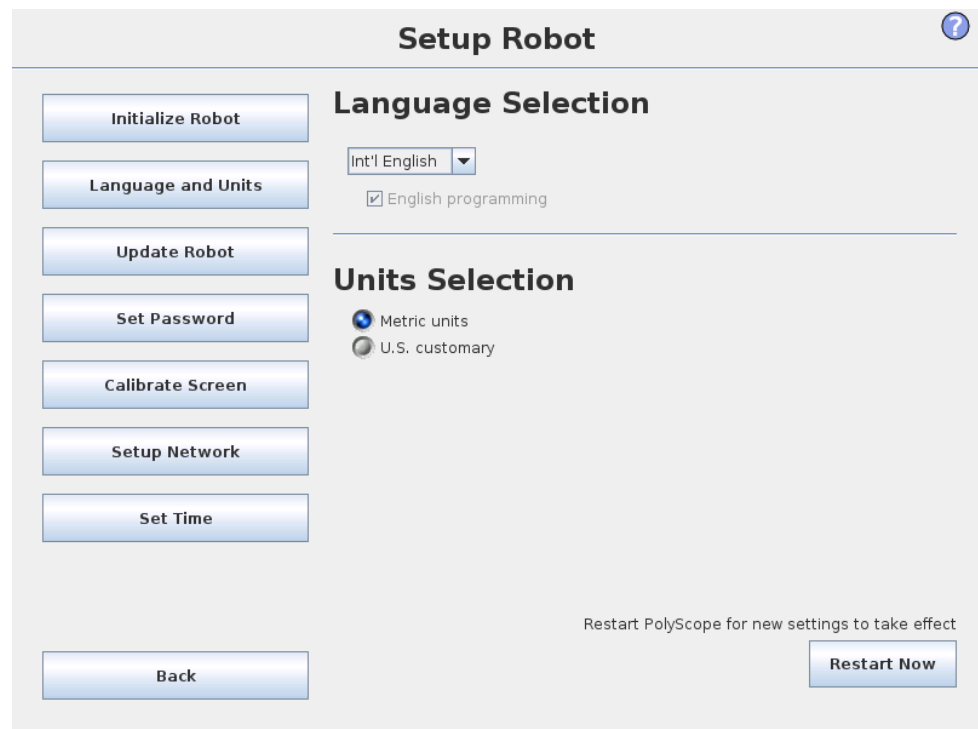 Setup Robot
?
Initialize Robot
Language and Units
Update Robot
Set Password
Calibrate Screen
Setup Network
Set Time
Back
Language Selection
Int'l English
English programming
Units Selection
Metric units
U.S. customary
Restart PolyScope for new settings to take effect
Restart Now